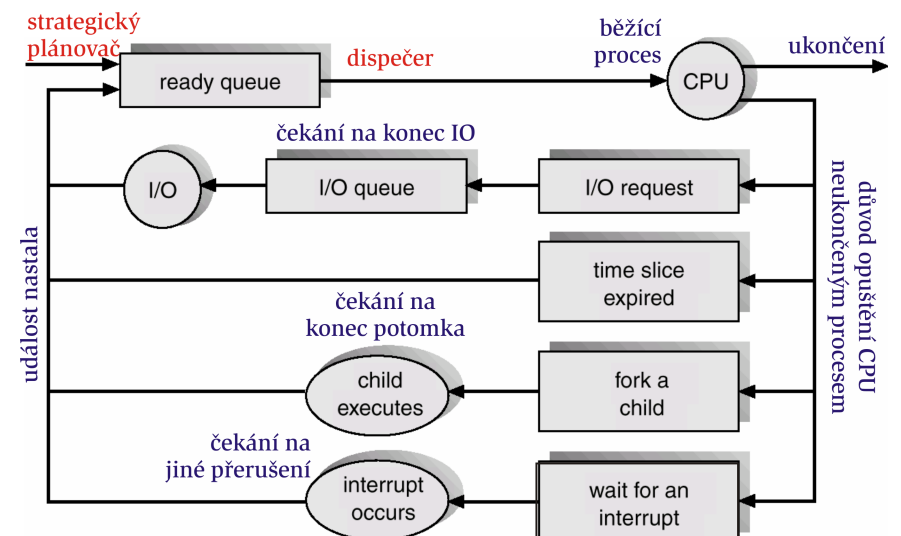 strategický
plánovač
ready queue
dispečer
běžící
proces
CPU
ukončení
čekání na konec IO
I/O
I/O queue
I/O request
time slice
expired
čekání na
konec potomka
child
executes
fork a
child
čekání na
jiné přerušení
interrupt
occurs
wait for an
interrupt
událost nastala
důvod opuštění CPU
neukončeným procesem